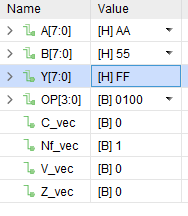 Name Value
A[7:0] [H] AA
B[7:0] [H] 55
Y[7:0] [H] FF
OP[3:0] [B] 0100
C_vec [B] 0
Nf_vec [B] 1
V_vec [B] 0
Z_vec [B] 0